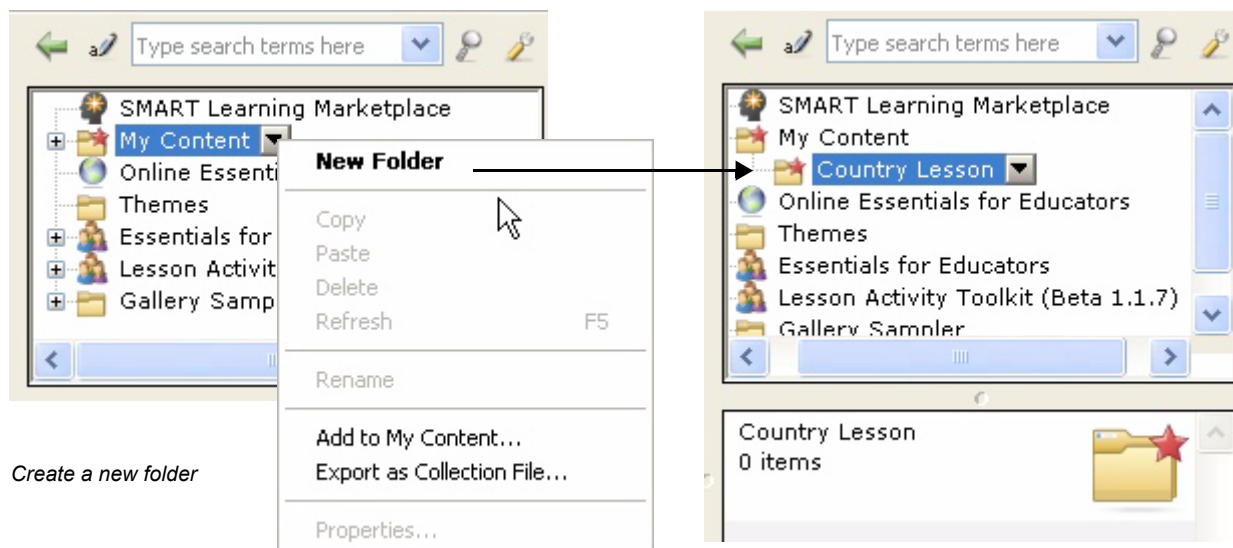 Type search terms here
SMART Learning Marketplace
My Content
Online Essenti
Themes
Essentials for
Lesson Activit
Gallery Samp
New Folder
Copy
Paste
Delete
Refresh F5
Rename
Add to My Content...
Export as Collection File...
Properties...
Create a new folder
Type search terms here
SMART Learning Marketplace
My Content
Country Lesson
Online Essentials for Educators
Themes
Essentials for Educators
Lesson Activity Toolkit (Beta 1.1.7)
Gallery Sampler
Country Lesson
0 items